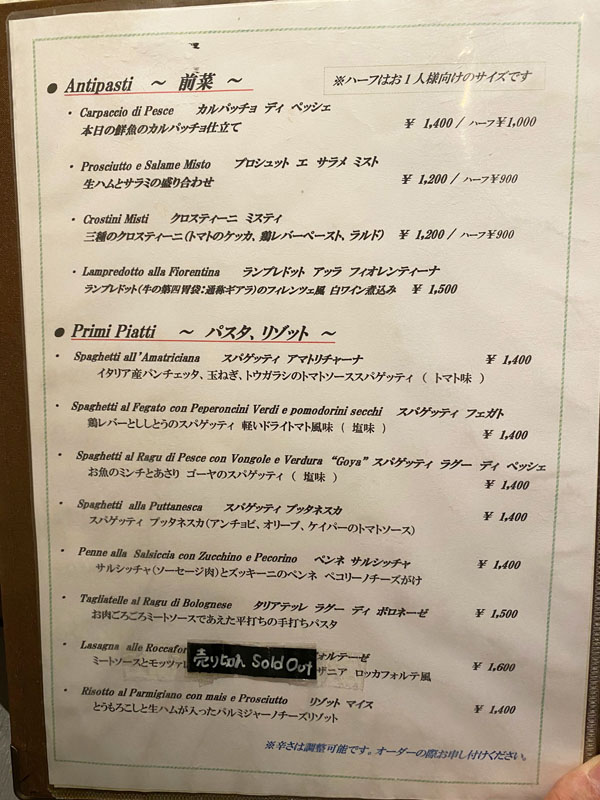 ● Antipasti ～ 前菜 ～
※ハーフはお1人様向けのサイズです
・ Carpaccio di Pesce カルパッチョ ディ ペッシェ
本日の鮮魚のカルパッチョ仕立て ¥ 1,400 / ハーフ¥1,000
・ Prosciutto e Salame Misto プロシュット エ サラメ ミスト
生ハムとサラミの盛り合わせ ¥ 1,200 / ハーフ¥900
・ Crostini Misti クロスティーニ ミスティ
三種のクロスティーニ(トマトのケッカ、鶏レバーペースト、ラルド) ¥ 1,200 / ハーフ¥900
・ Lampredotto alla Fiorentina ランプレドット アッラ フィオレンティーナ
ランプレドット(牛の第四胃袋:通称ギアラ)のフィレンツェ風 白ワイン煮込み ¥ 1,500
● Primi Piatti ～ パスタ、リゾット ～
・ Spaghetti all'Amatriciana スパゲッティ アマトリチャーナ ¥ 1,400
イタリア産パンチェッタ、玉ねぎ、トウガラシのトマトソーススパゲッティ ( トマト味 )
・ Spaghetti al Fegato con Peperoncini Verdi e pomodorini secchi スパゲッティ フェガト
鶏レバーとししとうのスパゲッティ 軽いドライトマト風味 ( 塩味 ) ¥ 1,400
・ Spaghetti al Ragu di Pesce con Vongole e Verdura “Goya” スパゲッティ ラグー ディ ペッシェ
お魚のミンチとあさり ゴーヤのスパゲッティ ( 塩味 ) ¥ 1,400
・ Spaghetti alla Puttanesca スパゲッティ プッタネスカ ¥ 1,400
スパゲッティ プッタネスカ(アンチョビ、オリーブ、ケイパーのトマトソース)
・ Penne alla Salsiccia con Zucchino e Pecorino ペンネ サルシッチャ ¥ 1,400
サルシッチャ(ソーセージ肉)とズッキーニのペンネ ペコリーノチーズがけ
・ Tagliatelle al Ragu di Bolognese タリアテッレ ラグー ディ ボロネーゼ ¥ 1,500
お肉ごろごろミートソースであえた平打ちの手打ちパスタ
・ Lasagna alle Roccafor フォルテーゼ ¥ 1,600
売り切れ Sold Out
ミートソースとモッツァレ ザニア ロッカフォルテ風
・ Risotto al Parmigiano con mais e Prosciutto リゾット マイス ¥ 1,400
とうもろこしと生ハムが入ったパルミジャーノチーズリゾット
※辛さは調整可能です。オーダーの際お申し付けください。